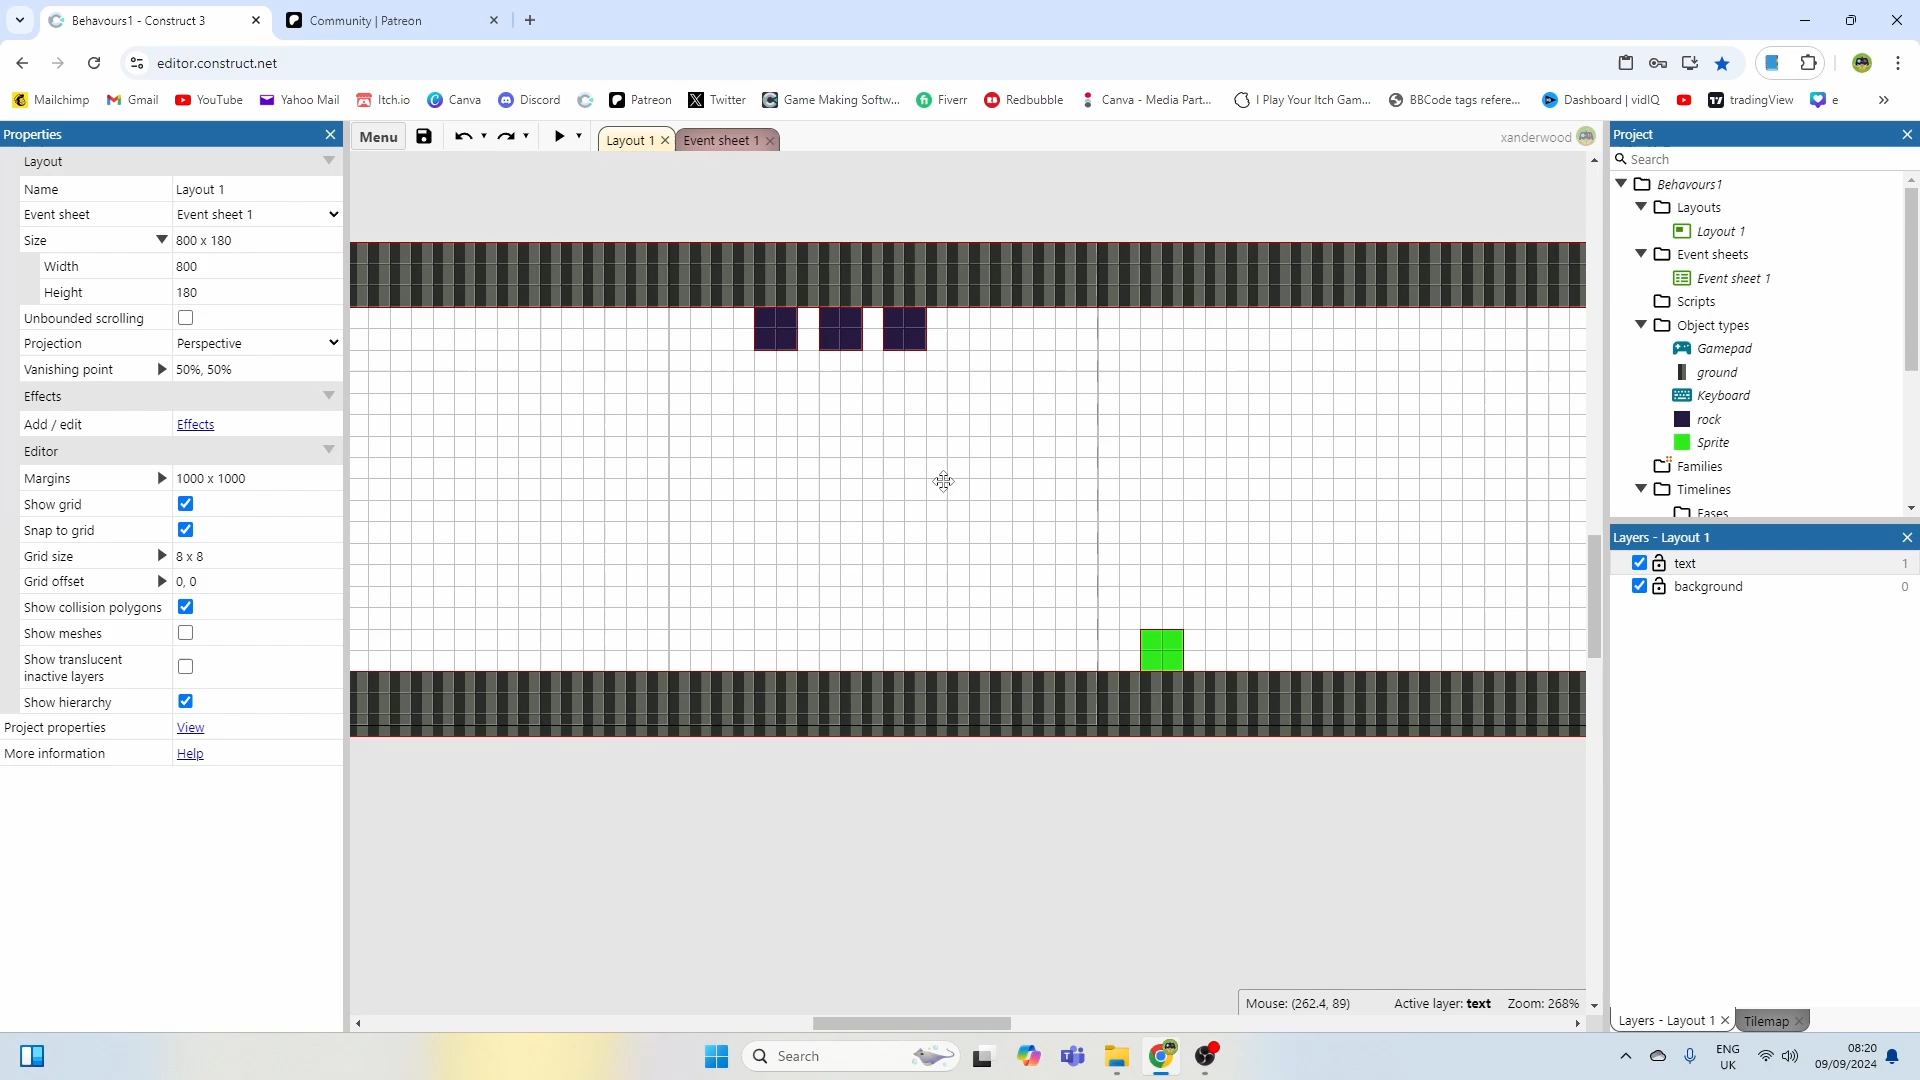 Behavours1 - Construct 3
Community | Patreon
editor.construct.net
Mailchimp
Gmail
YouTube
Yahoo Mail
Itch.io
Canva
Discord
Patreon
Twitter
Game Making Softw...
Fiverr
Redbubble
Canva - Media Part...
I Play Your Itch Gam...
BBCode tags refere...
Dashboard | vidIQ
tradingView
e
Properties
Menu
Layout 1
Event sheet 1
xanderwood
Project
Layout
Search
Name
Layout 1
Event sheet
Event sheet 1
Size
800 x 180
Width
800
Height
180
Unbounded scrolling
Projection
Perspective
Vanishing point
50%, 50%
Effects
Add / edit
Effects
Editor
Margins
1000 x 1000
Show grid
Snap to grid
Grid size
8 x 8
Grid offset
0, 0
Show collision polygons
Show meshes
Show translucent
inactive layers
Show hierarchy
Project properties
View
More information
Help
Behavours1
Layouts
Layout 1
Event sheets
Event sheet 1
Scripts
Object types
Gamepad
ground
Keyboard
rock
Sprite
Families
Timelines
Eases
Layers - Layout 1
text
1
background
0
Mouse: (262.4, 89)
Active layer: text
Zoom: 268%
Layers - Layout 1
Tilemap
Search
ENG
UK
08:20
09/09/2024